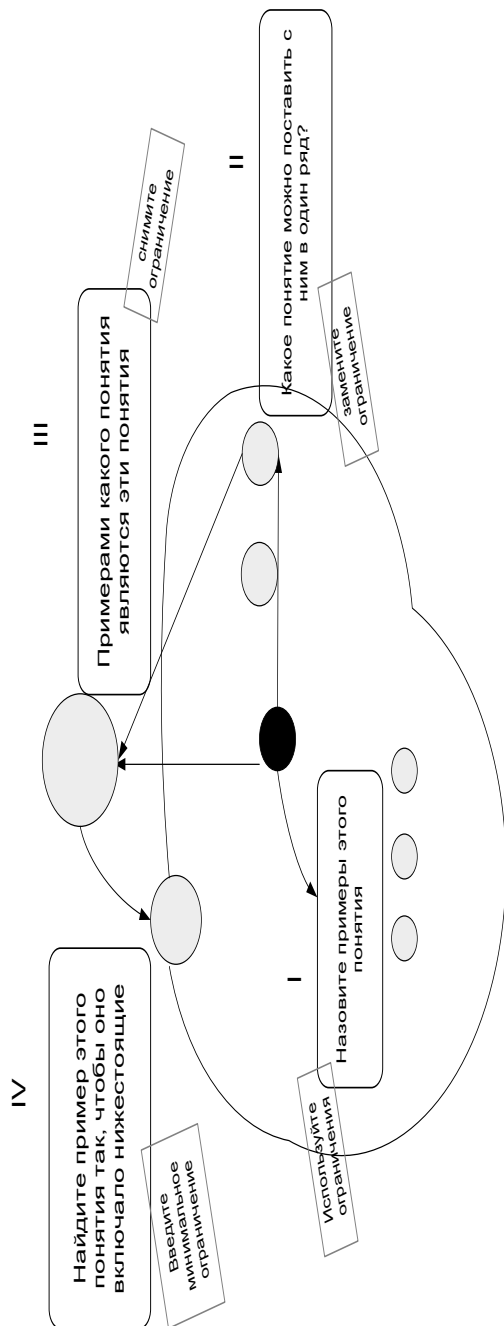 IV
Найдите пример этого
понятия так, чтобы оно
включало нижестоящие
Введите
минимальное
ограничение
III
Примерами какого понятия
являются эти понятия
снимите
ограничение
I
Назовите примеры этого
понятия
Используйте
ограничения
II
Какое понятие можно поставить с
ним в один ряд?
замените
ограничение